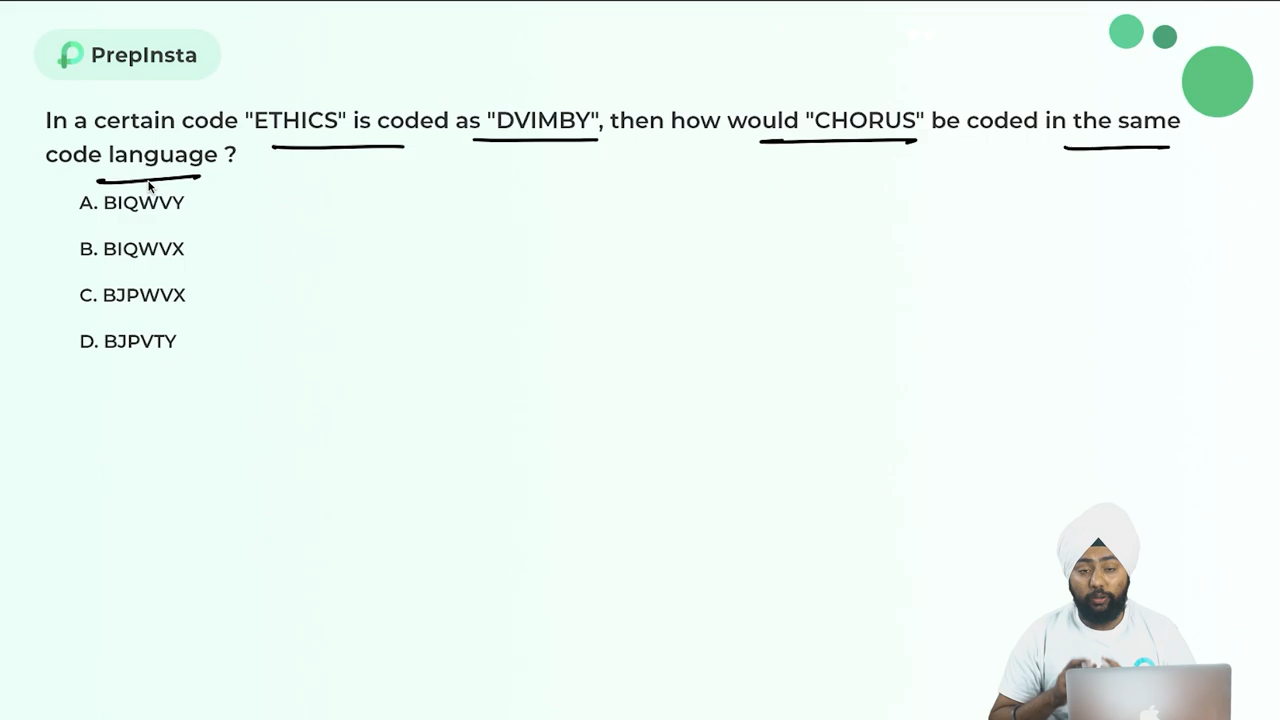 PrepInsta
In a certain code "ETHICS" is coded as "DVIMBY", then how would "CHORUS" be coded in the same
code language ?
A. BIQWVY
B. BIQWVX
C. BJPWVX
D. BJPVTY